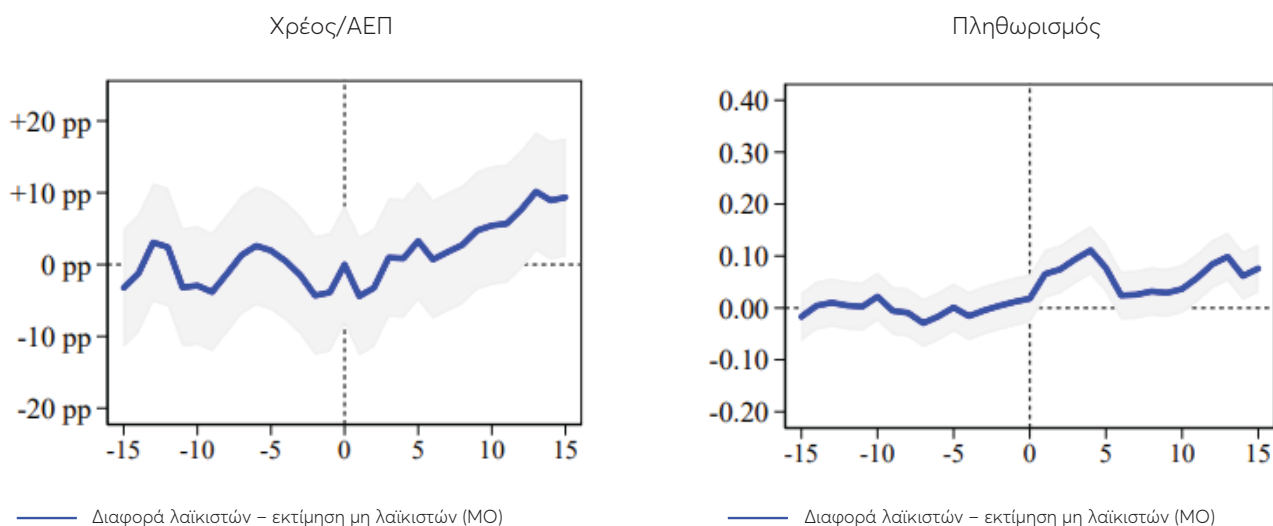 Χρέος/ΑΕΠ
+20 pp
+10 pp
0 pp
-10 pp
-20 pp
-15 -10 -5 0 5 10 15
Διαφορά λαϊκιστών – εκτίμηση μη λαϊκιστών (ΜΟ)
Πληθωρισμός
0.40
0.30
0.20
0.10
0.00
-0.10
-0.20
-15 -10 -5 0 5 10 15
Διαφορά λαϊκιστών – εκτίμηση μη λαϊκιστών (ΜΟ)